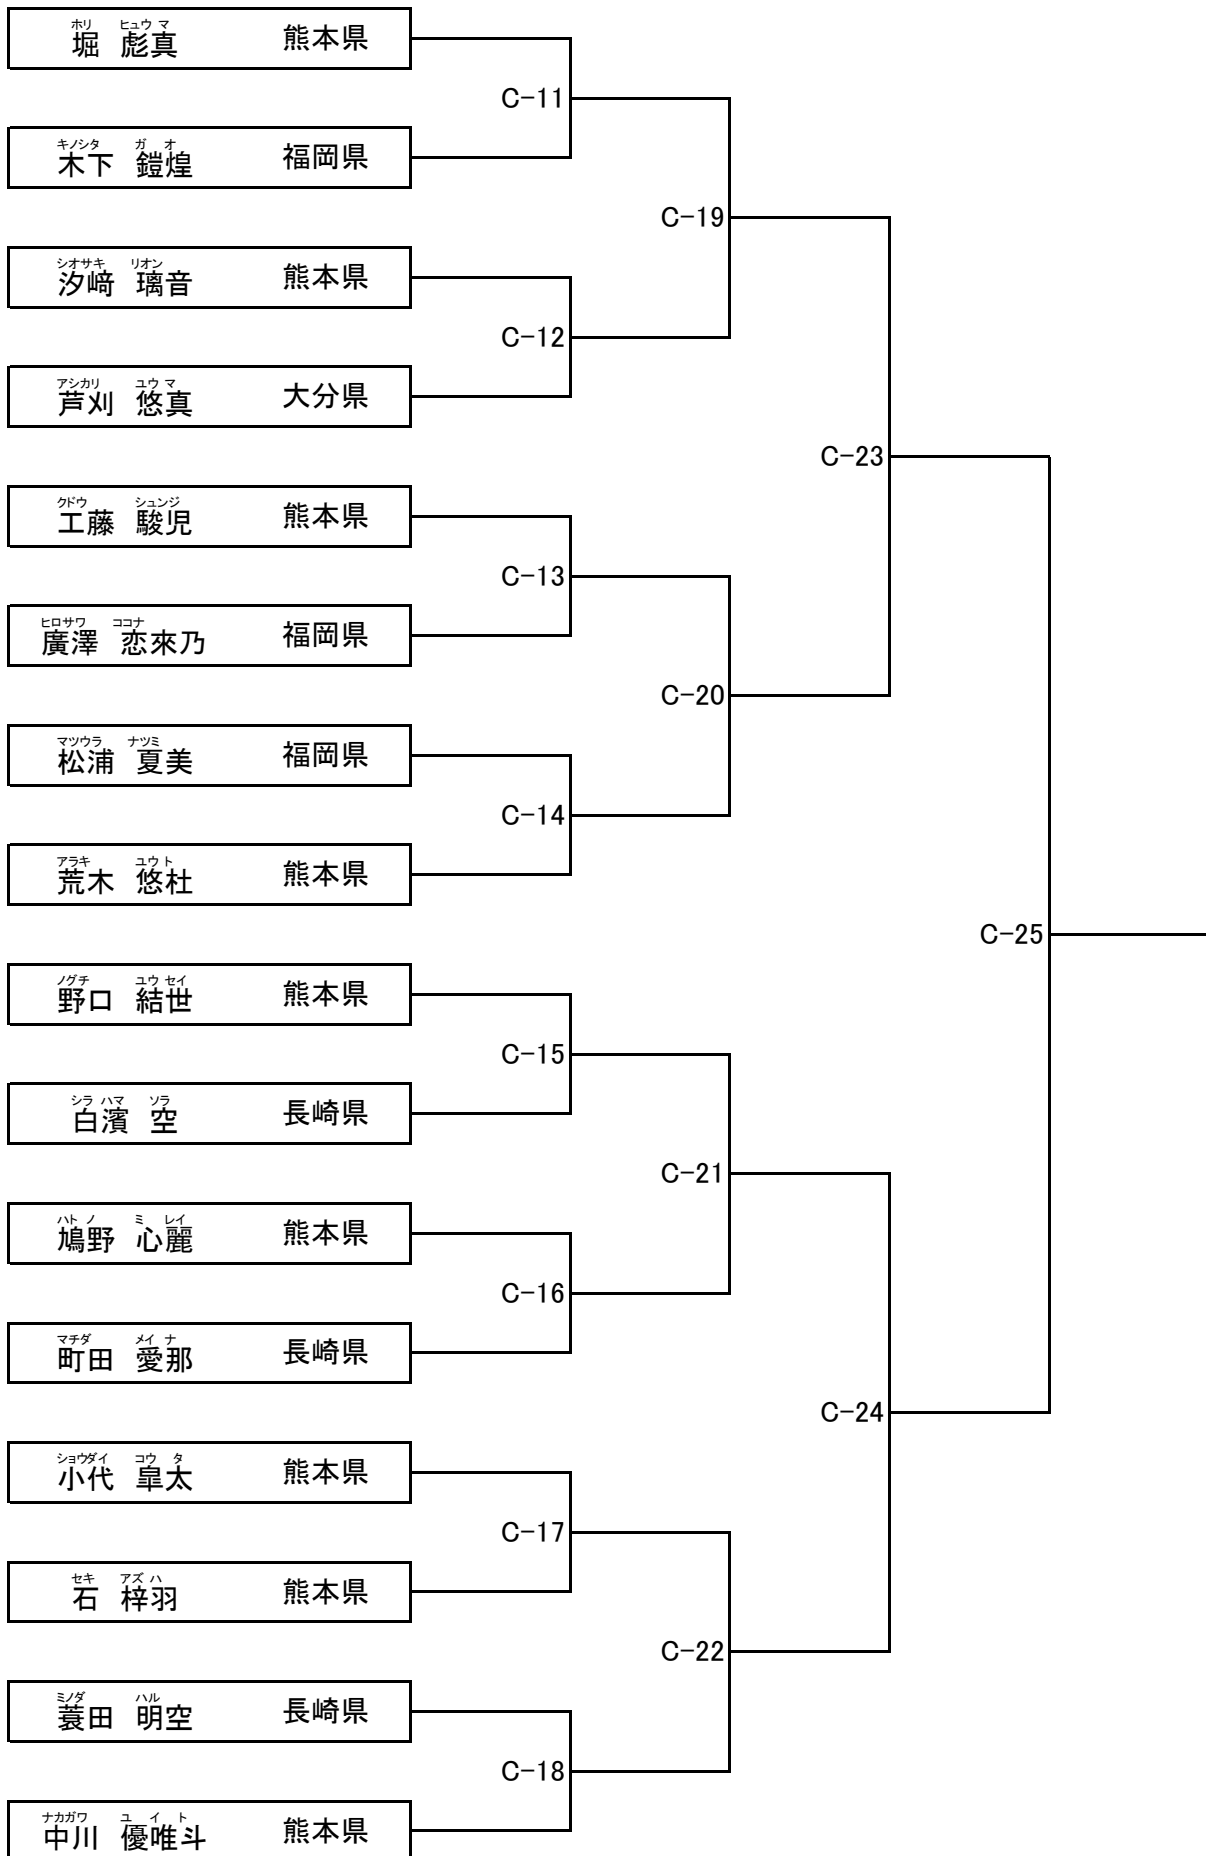 ホリ ヒュウ マ
堀 彪真 熊本県
C-11
キノシタ ガ オ
木下 鎧煌 福岡県
C-19
シオサキ リオン
汐﨑 璃音 熊本県
C-12
アシカリ ユウ マ
芦刈 悠真 大分県
C-23
クドウ シュンジ
工藤 駿児 熊本県
C-13
ヒロサワ ココナ
廣澤 恋來乃 福岡県
C-20
マツウラ ナツミ
松浦 夏美 福岡県
C-14
アラキ ユウ ト
荒木 悠杜 熊本県
C-25
ノグチ ユウ セイ
野口 結世 熊本県
C-15
シラ ハマ ソラ
白濱 空 長崎県
C-21
ハト ノ ミ レイ
鳩野 心麗 熊本県
C-16
マチダ メイ ナ
町田 愛那 長崎県
C-24
ショウダイ コウ タ
小代 皐太 熊本県
C-17
セキ アズ ハ
石 梓羽 熊本県
C-22
ミノダ ハル
蓑田 明空 長崎県
C-18
ナカガワ ユ イ ト
中川 優唯斗 熊本県